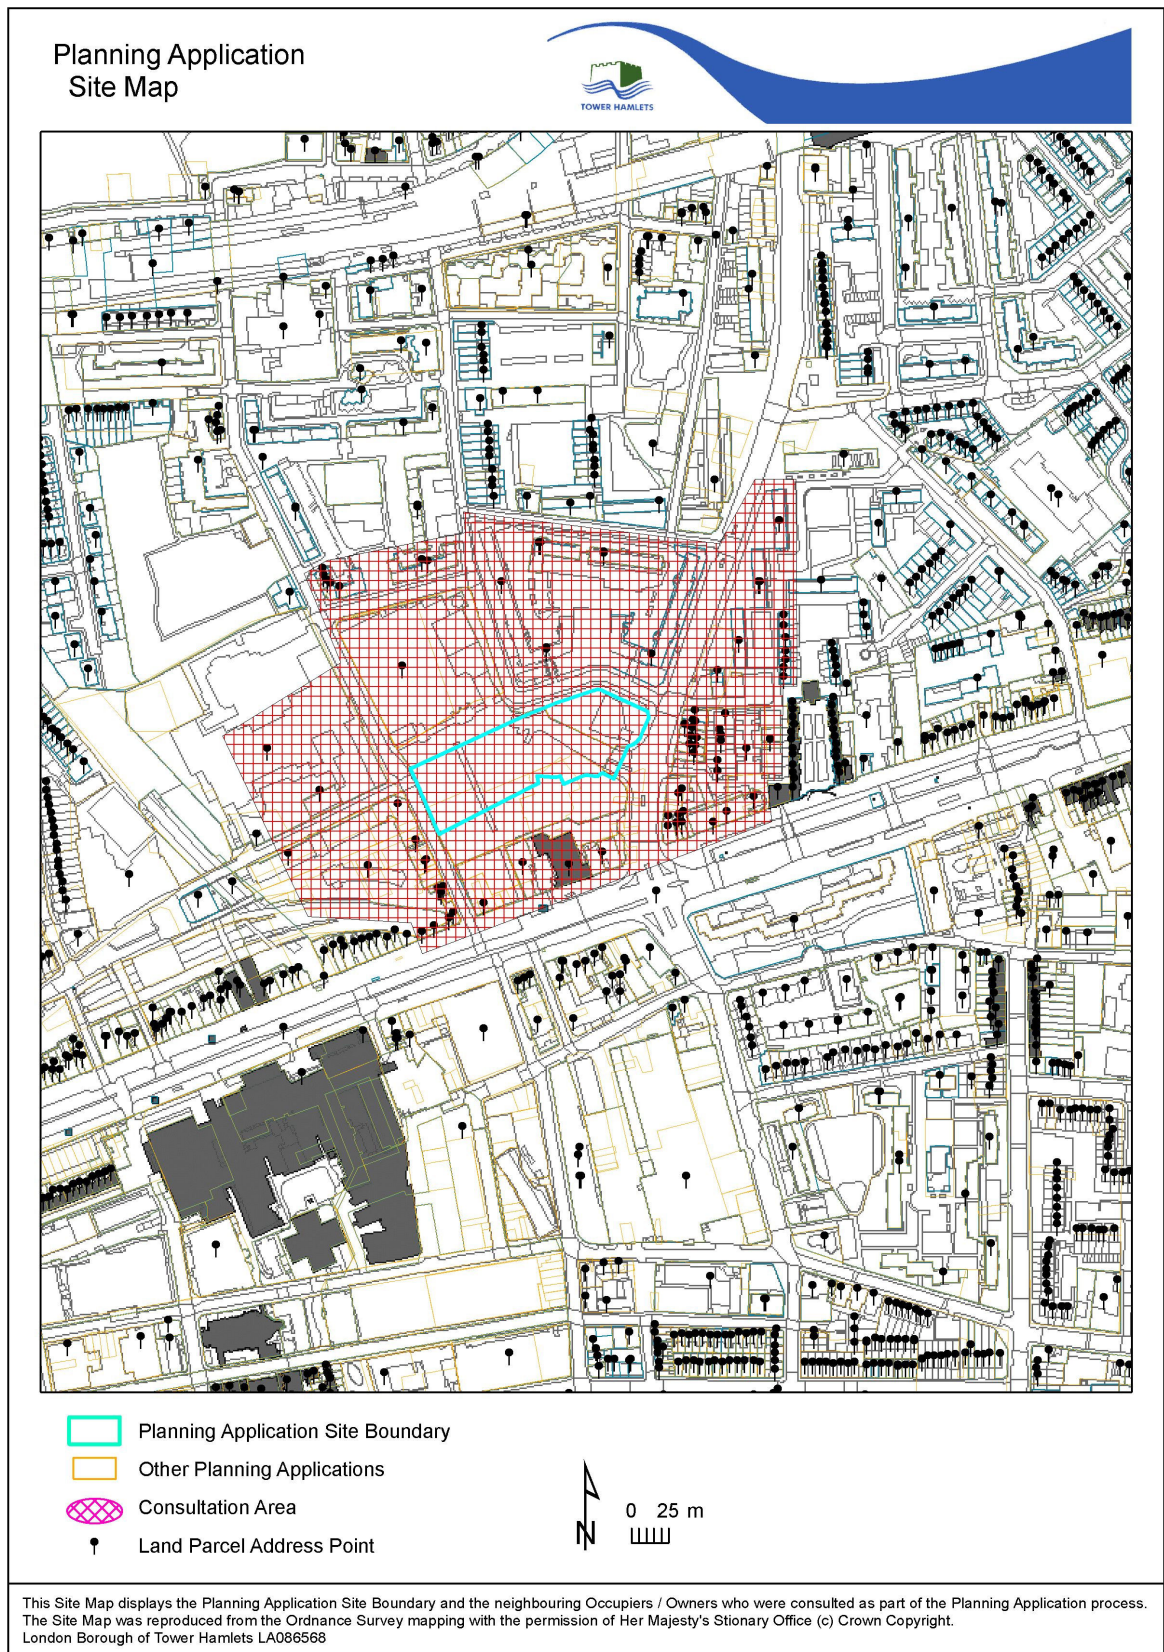 Planning Application
Site Map
TOWER HAMLETS
Planning Application Site Boundary
Other Planning Applications
Consultation Area
Land Parcel Address Point
N
0 25 m
This Site Map displays the Planning Application Site Boundary and the neighbouring Occupiers / Owners who were consulted as part of the Planning Application process.
The Site Map was reproduced from the Ordnance Survey mapping with the permission of Her Majesty's Stionary Office (c) Crown Copyright.
London Borough of Tower Hamlets LA086568